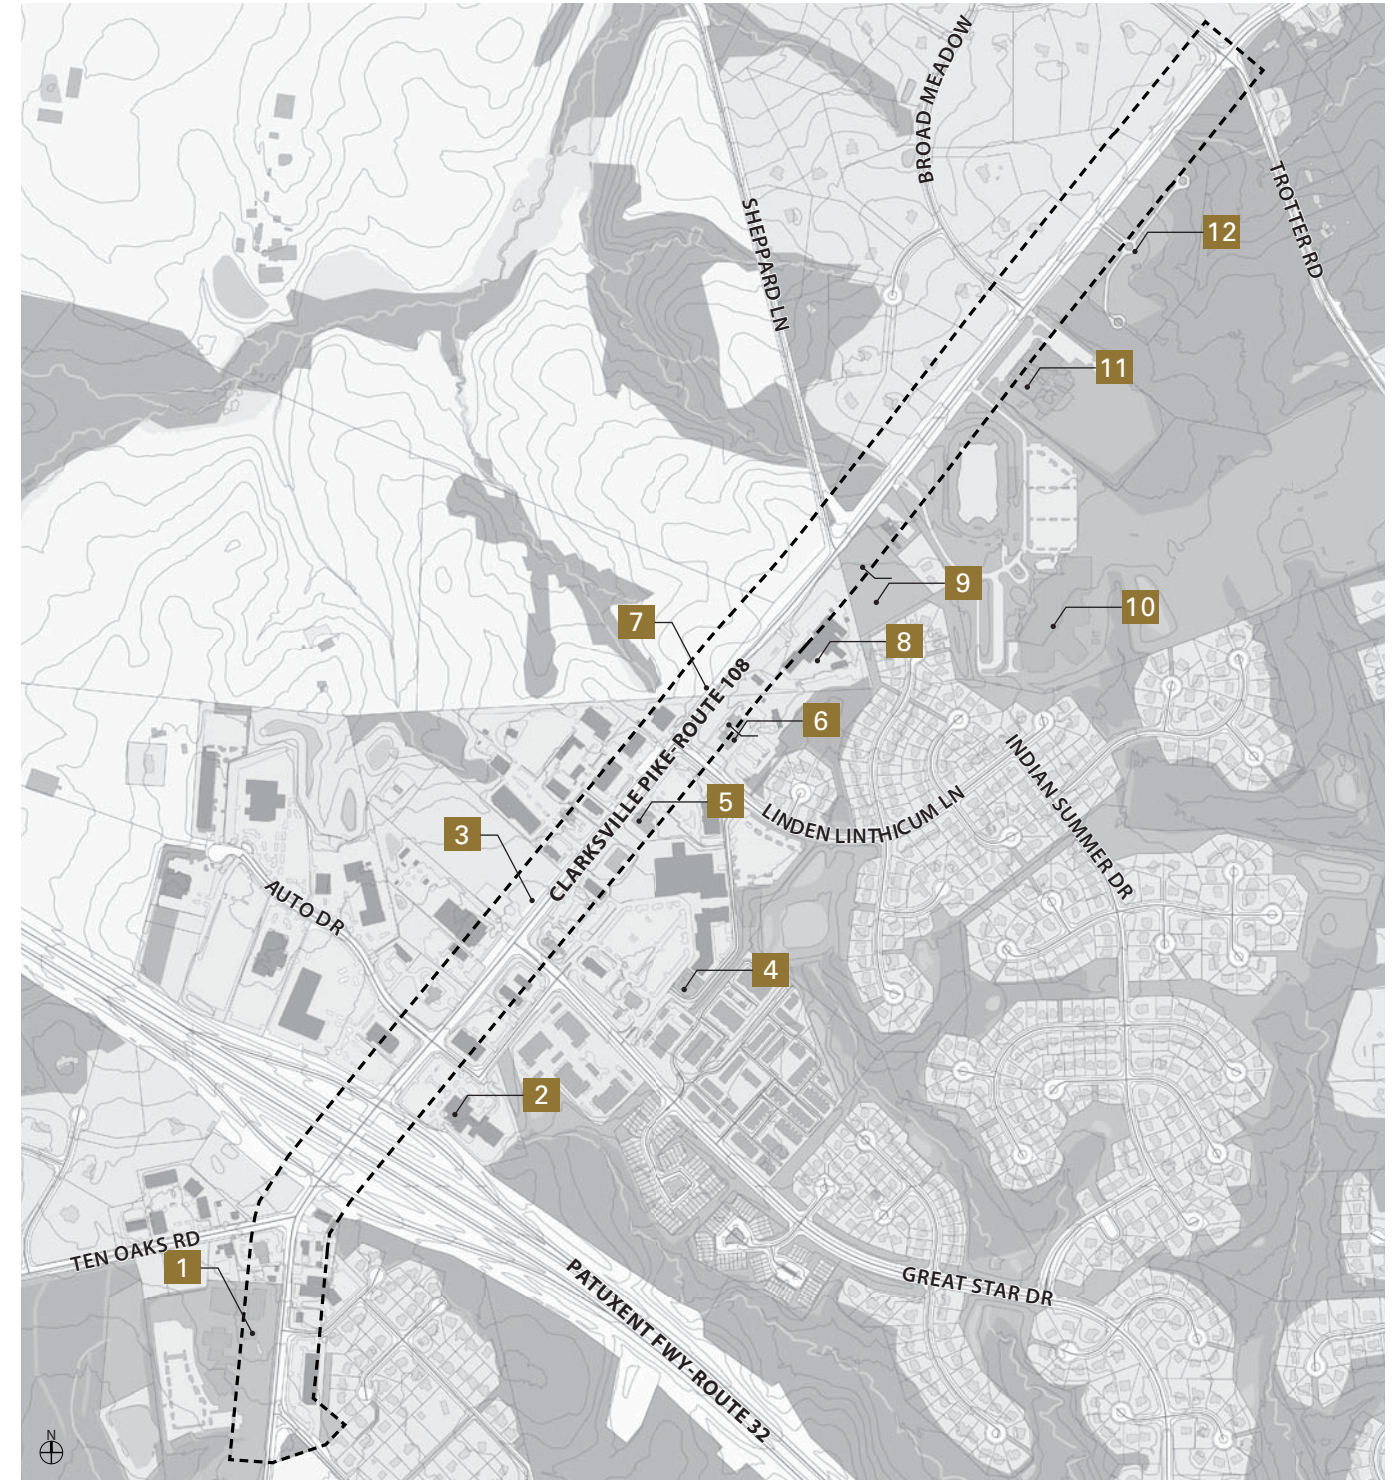 BROAD MEADOW
SHEPPARD LN
TROTTER RD
12
11
9
10
7
8
CLARKSVILLE PIKE-ROUTE 108
6
INDIAN SUMMER DR
5
LINDEN LINTHICUM LN
3
AUTO DR
4
2
TEN OAKS RD
1
PATUXENT FWY-ROUTE 32
GREAT STAR DR
N